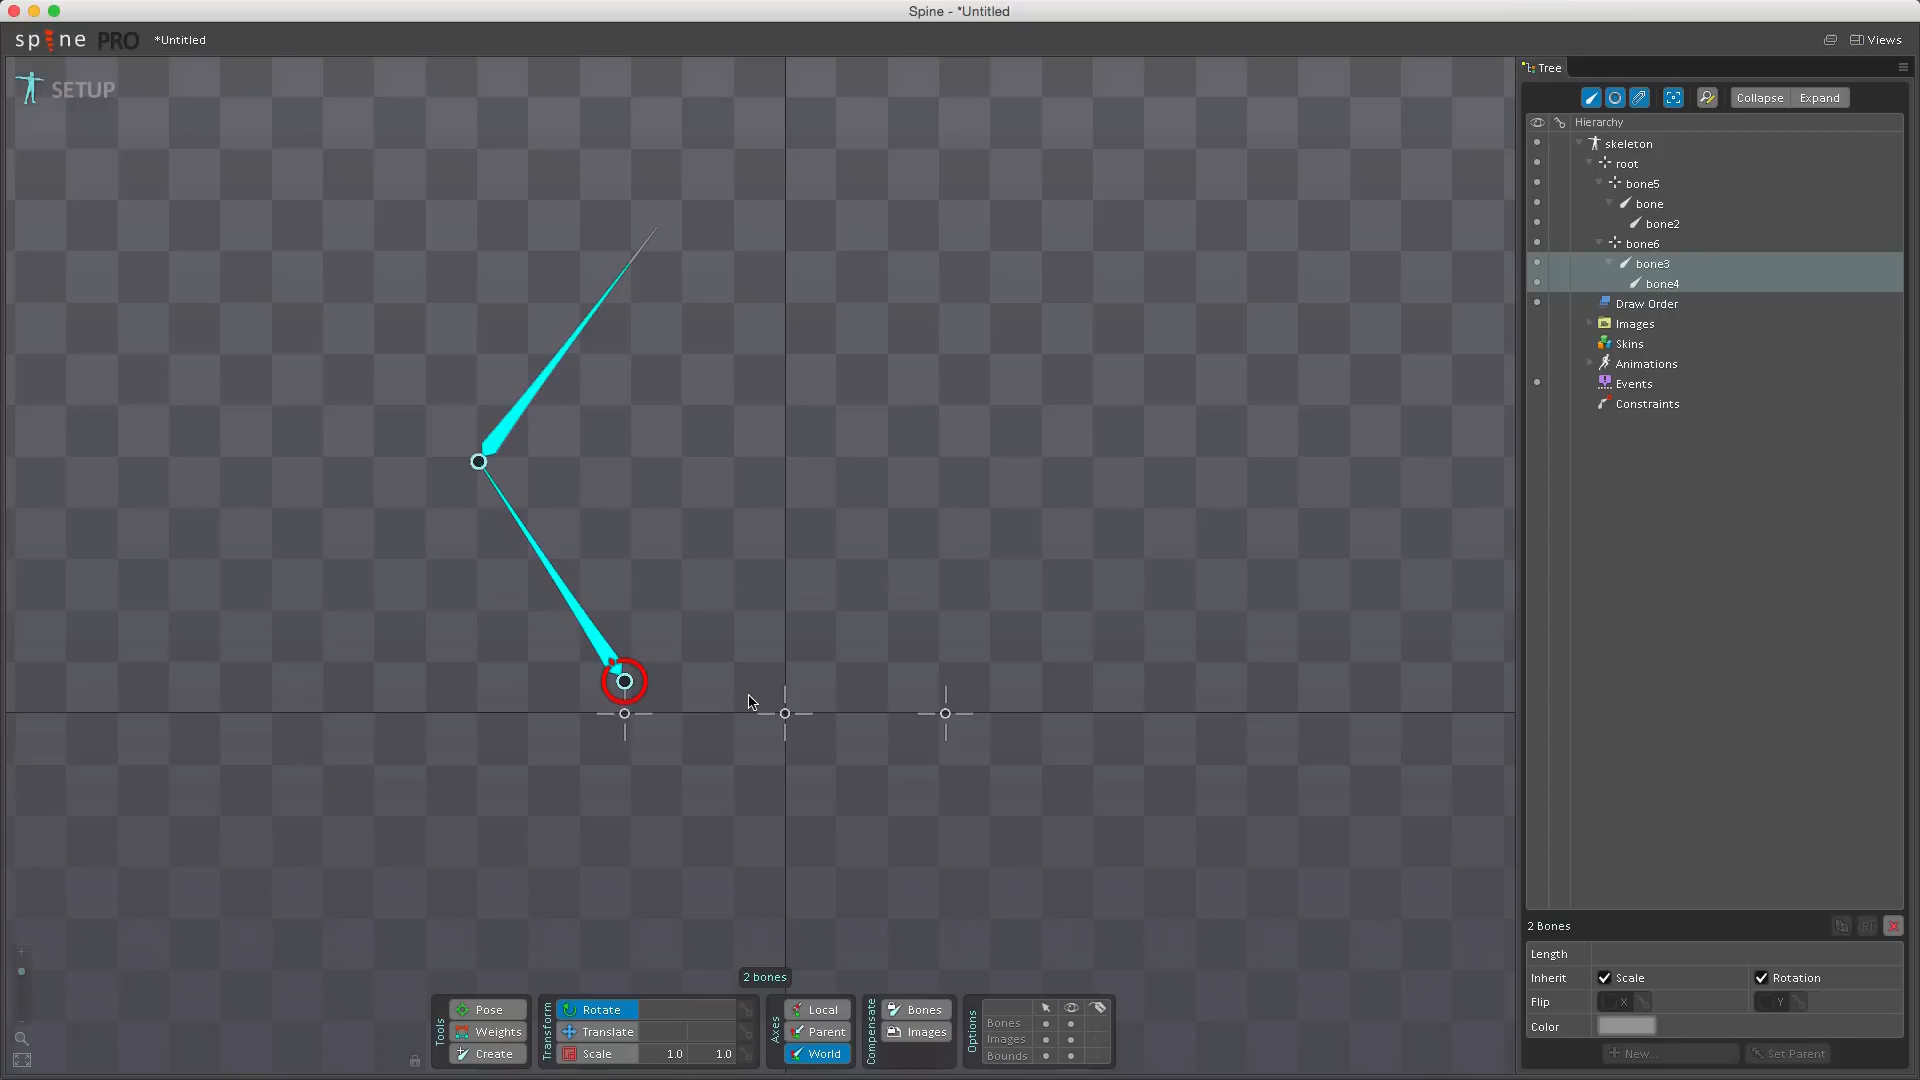 Spine - *Untitled
spine PRO *Untitled Views
SETUP
Tree
Collapse Expand
Hierarchy
skeleton
root
bone5
bone
bone2
bone6
bone3
bone4
Draw Order
Images
Skins
Animations
Events
Constraints
2 Bones
Length
Inherit Scale Rotation
Flip X Y
Color
New... Set Parent
2 bones
Tools
Pose
Weights
Create
Transform
Rotate
Translate
Scale 1.0 1.0
Axes
Local
Parent
World
Compensate
Bones
Images
Options
Bones
Images
Bounds